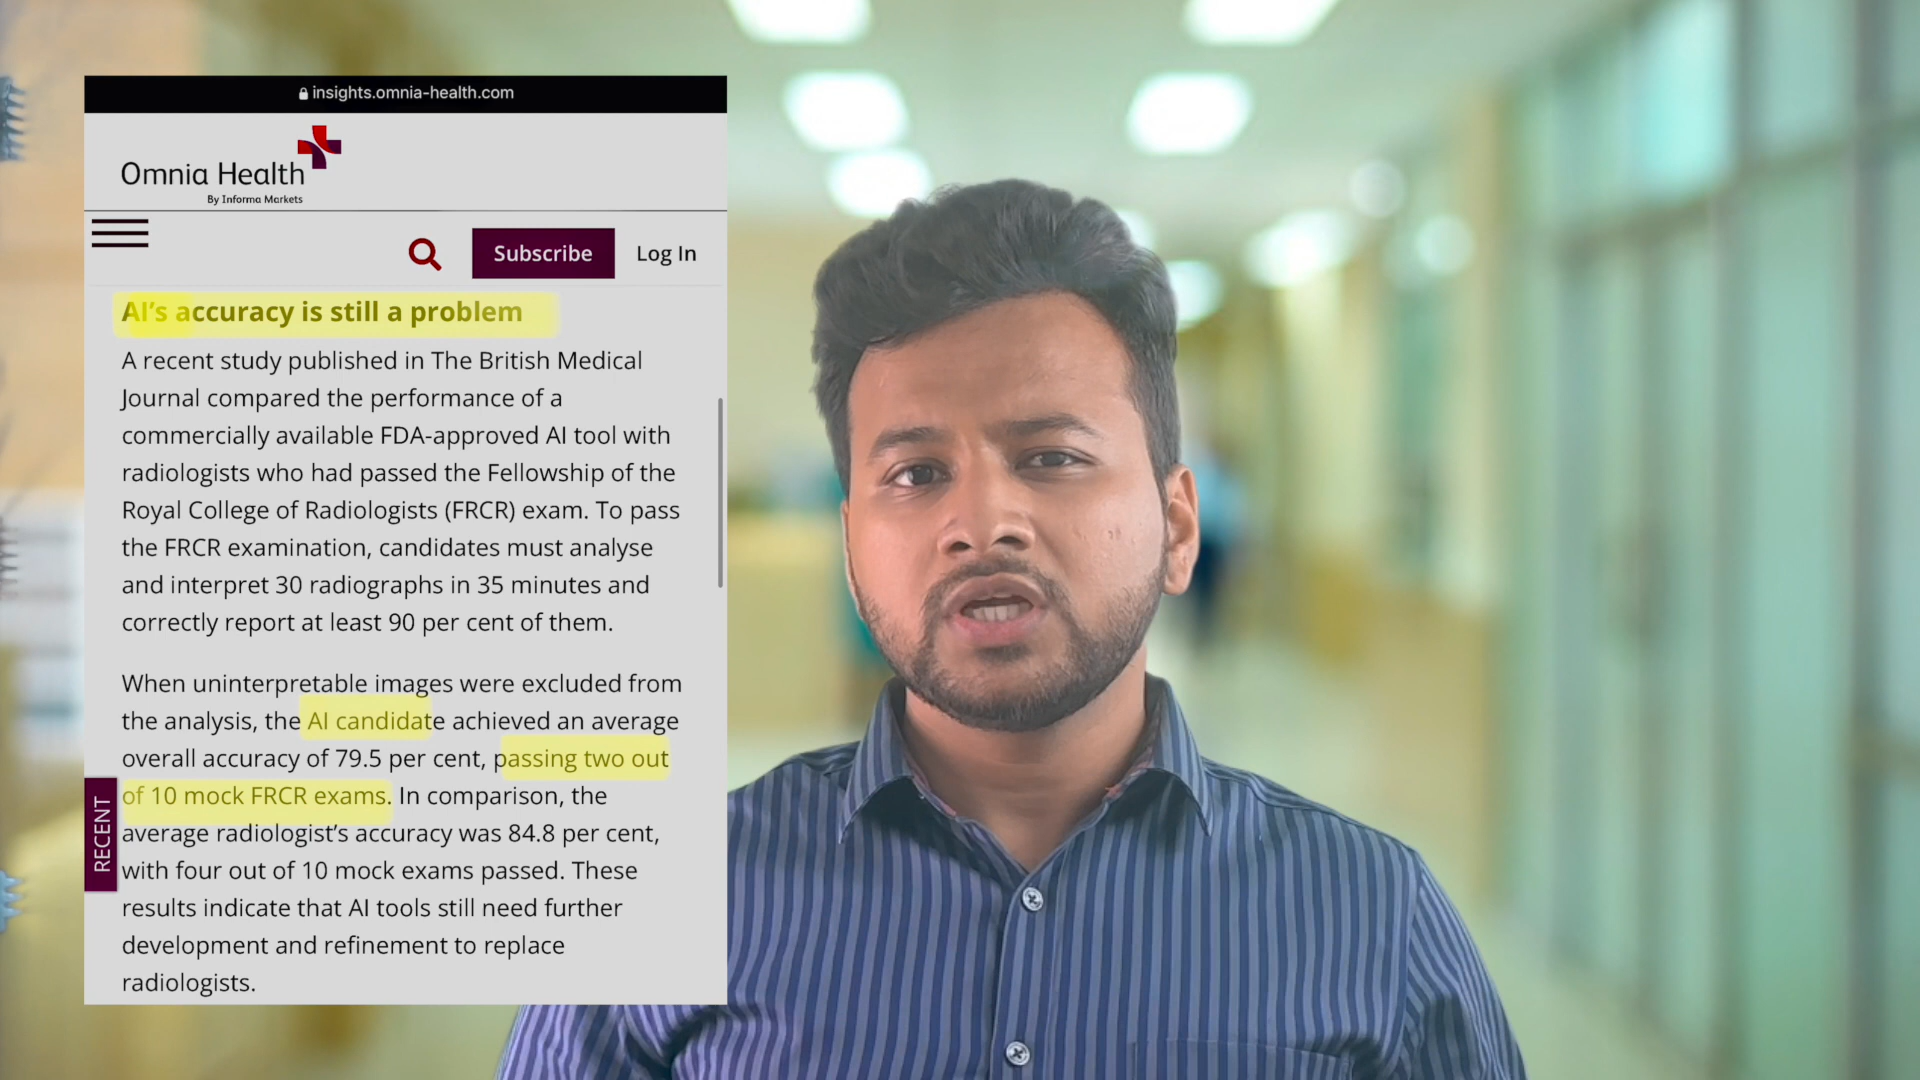 insights.omnia-health.com
Omnia Health
By Informa Markets
Subscribe
Log In
AI's accuracy is still a problem
A recent study published in The British Medical
Journal compared the performance of a
commercially available FDA-approved AI tool with
radiologists who had passed the Fellowship of the
Royal College of Radiologists (FRCR) exam. To pass
the FRCR examination, candidates must analyse
and interpret 30 radiographs in 35 minutes and
correctly report at least 90 per cent of them.
When uninterpretable images were excluded from
the analysis, the AI candidate achieved an average
overall accuracy of 79.5 per cent, passing two out
of 10 mock FRCR exams. In comparison, the
average radiologist's accuracy was 84.8 per cent,
with four out of 10 mock exams passed. These
results indicate that AI tools still need further
development and refinement to replace
radiologists.
RECENT